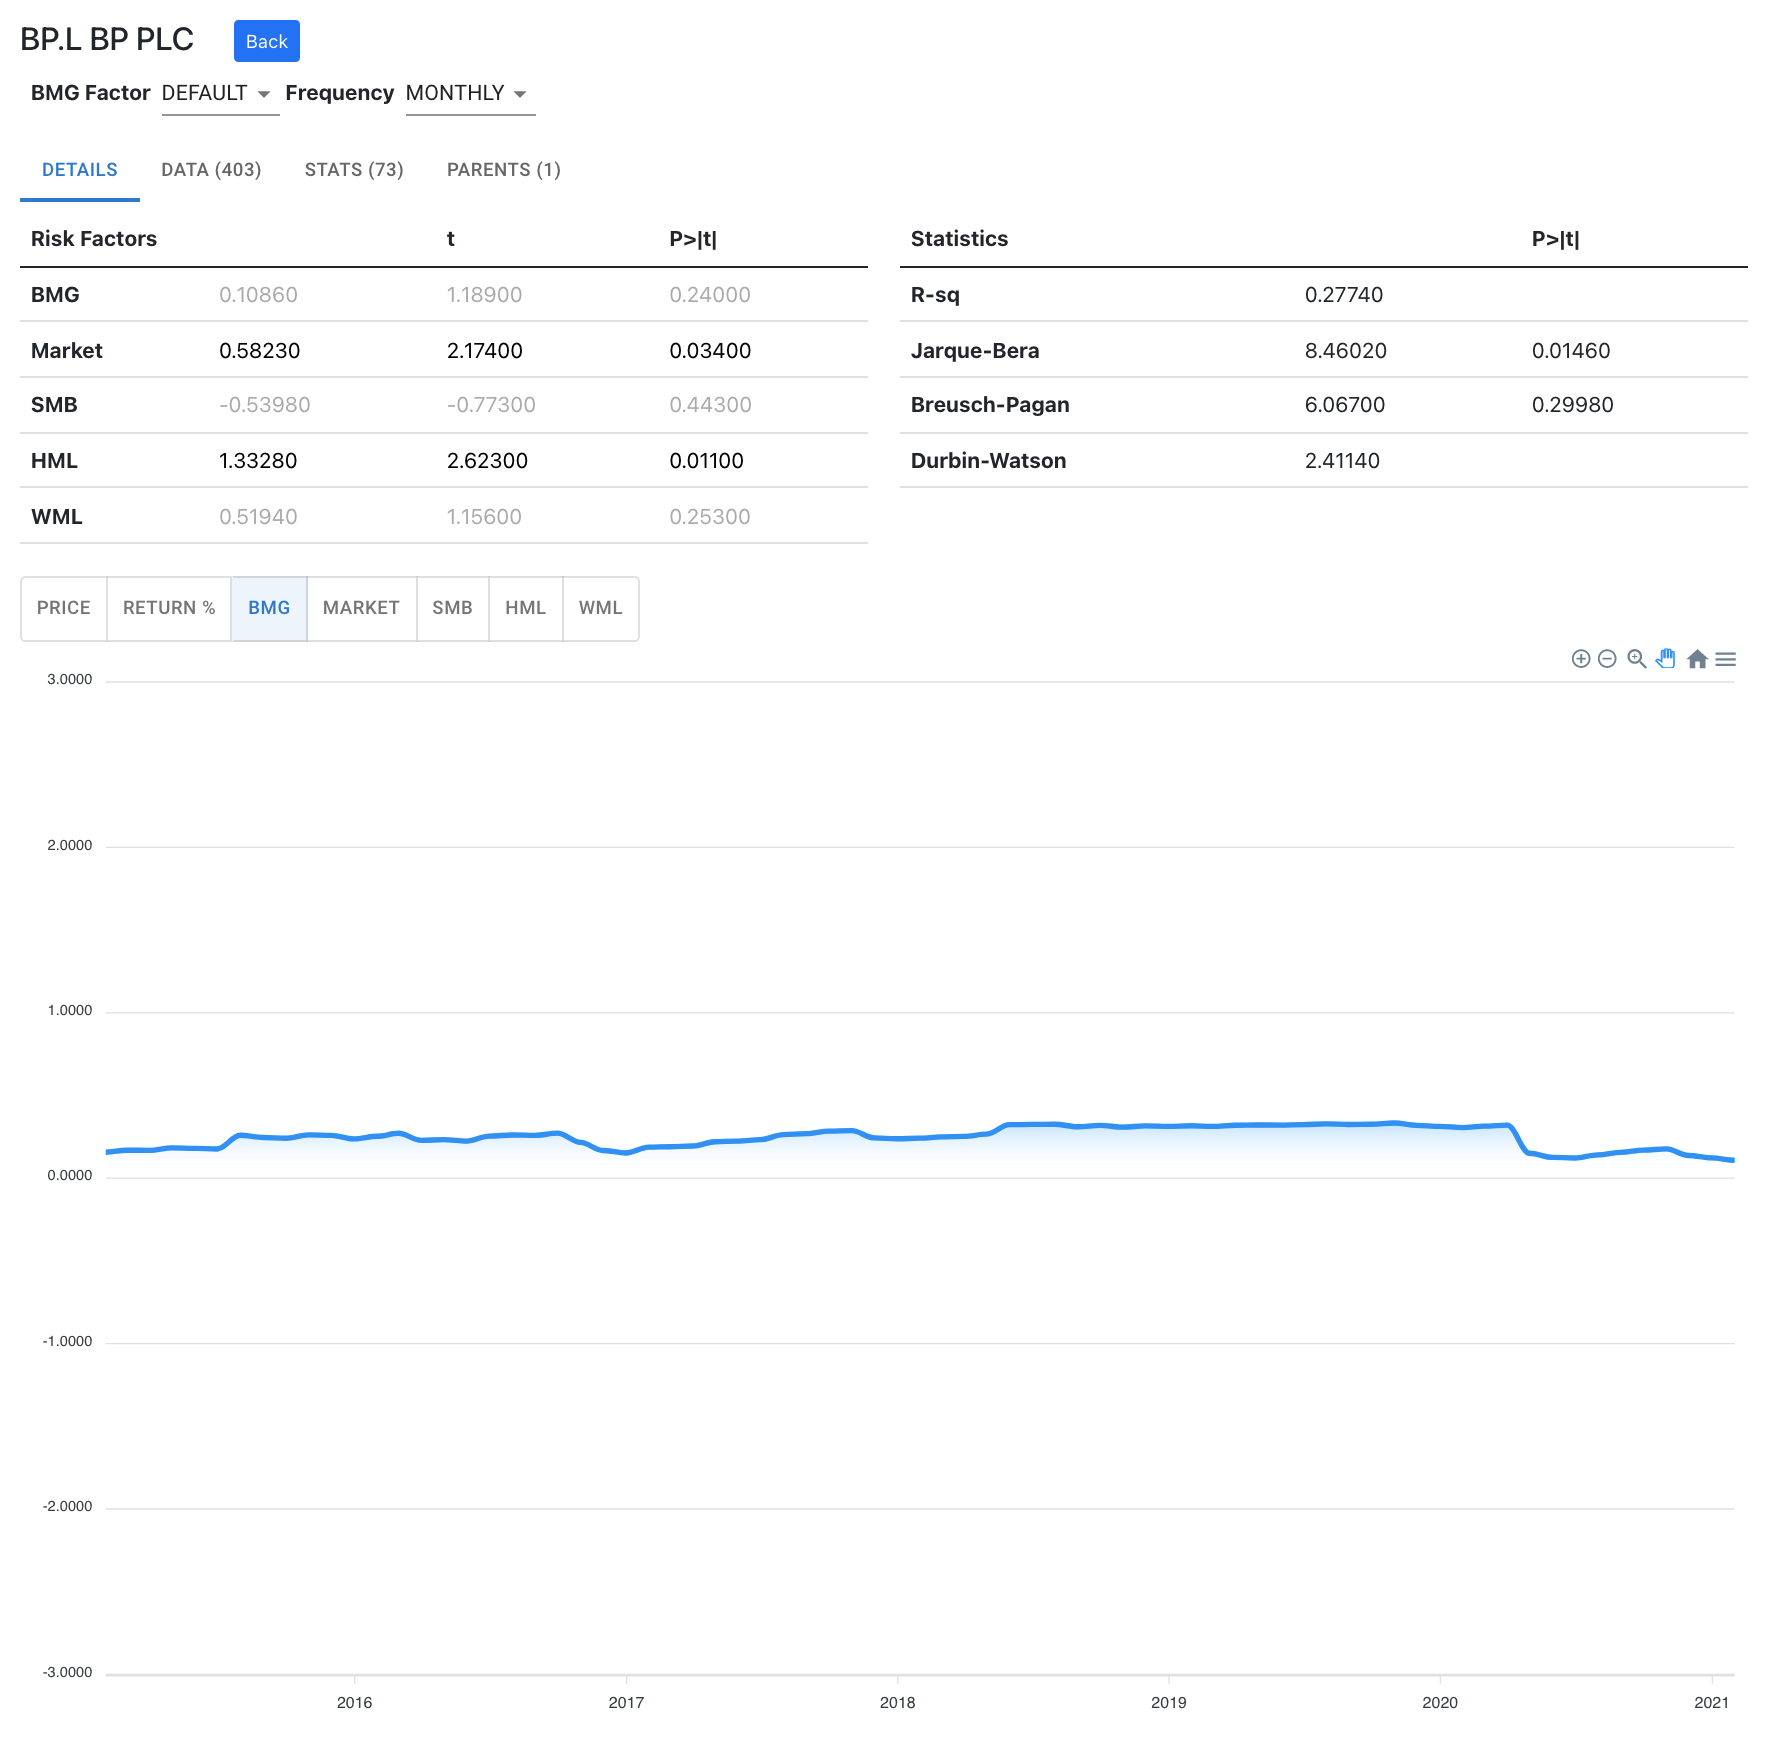 BP.L BP PLC Back
BMG Factor DEFAULT Frequency MONTHLY
DETAILS DATA (403) STATS (73) PARENTS (1)
Risk Factors t P>|t|
BMG 0.10860 1.18900 0.24000
Market 0.58230 2.17400 0.03400
SMB -0.53980 -0.77300 0.44300
HML 1.33280 2.62300 0.01100
WML 0.51940 1.15600 0.25300
Statistics P>|t|
R-sq 0.27740
Jarque-Bera 8.46020 0.01460
Breusch-Pagan 6.06700 0.29980
Durbin-Watson 2.41140
PRICE RETURN % BMG MARKET SMB HML WML
3.0000
2.0000
1.0000
0.0000
-1.0000
-2.0000
-3.0000
2016 2017 2018 2019 2020 2021